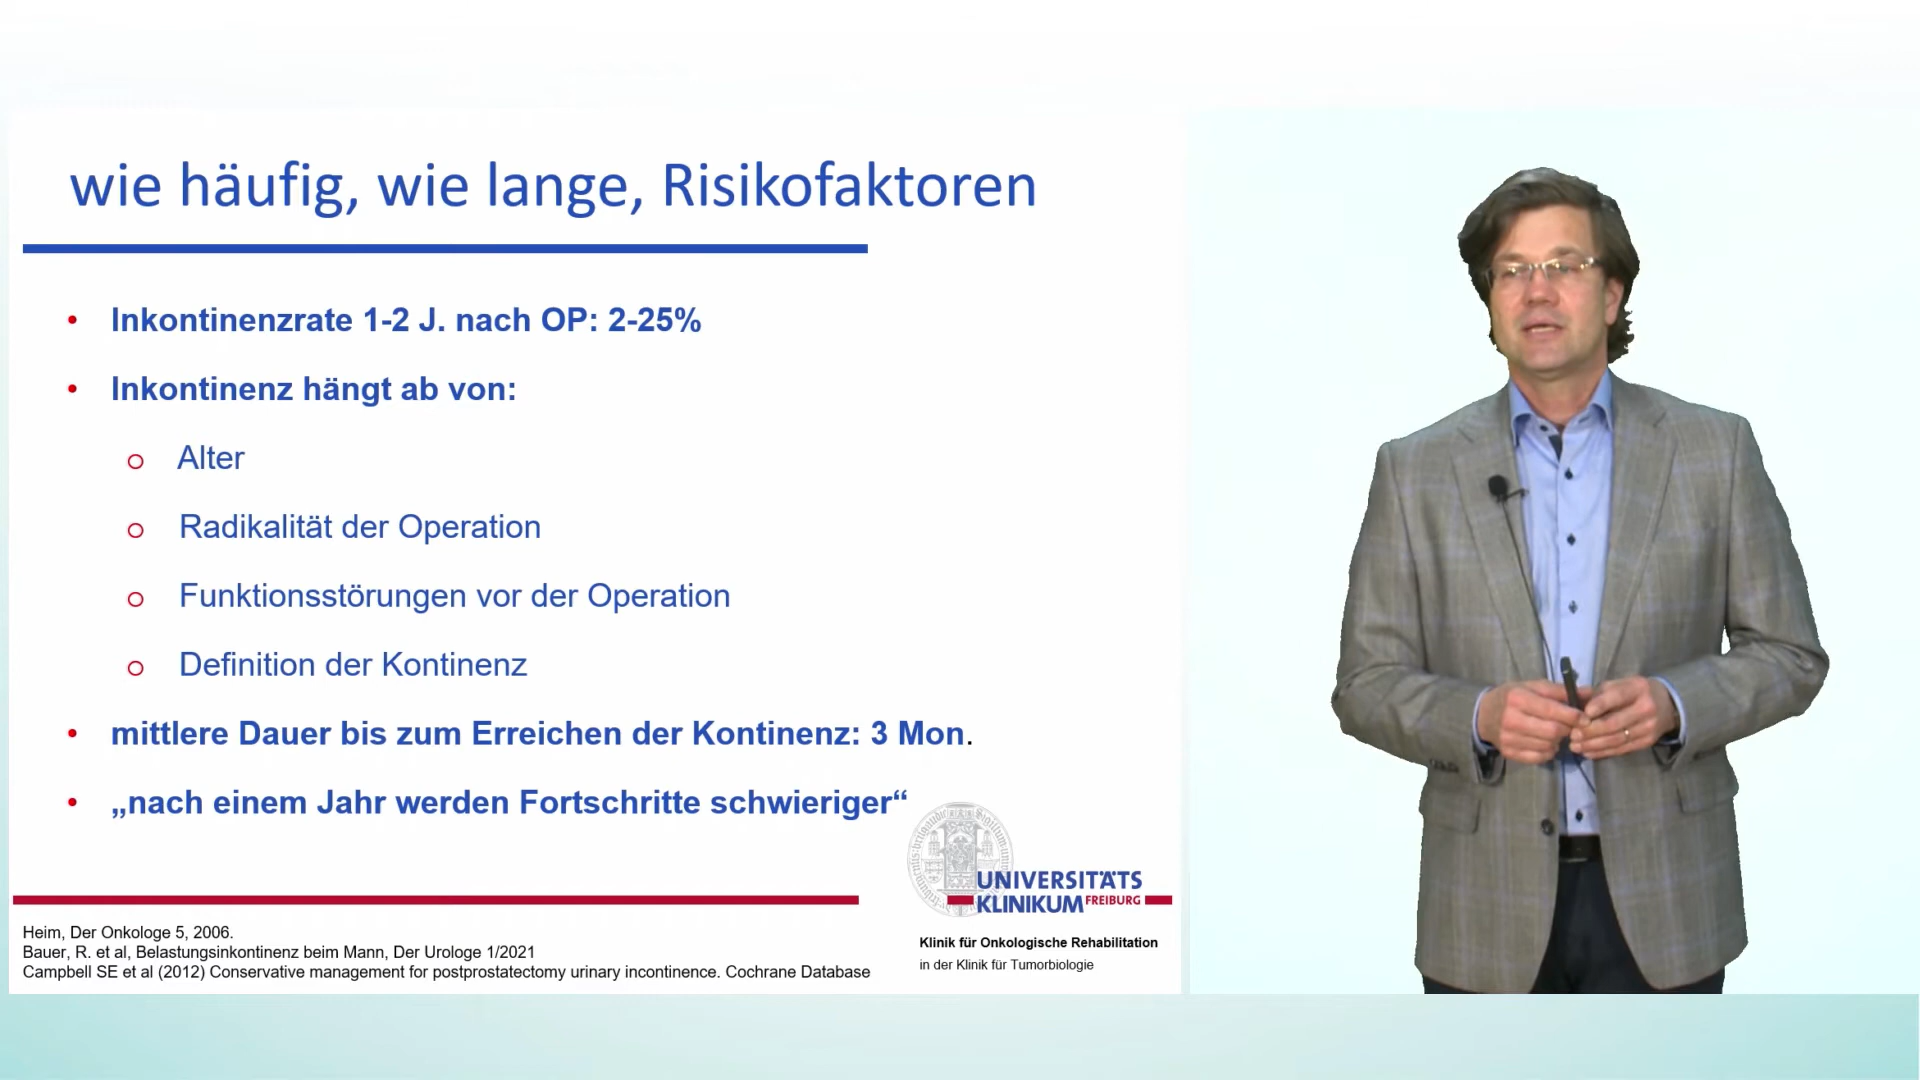 wie häufig, wie lange, Risikofaktoren
• Inkontinenzrate 1-2 J. nach OP: 2-25%
• Inkontinenz hängt ab von:
o Alter
o Radikalität der Operation
o Funktionsstörungen vor der Operation
o Definition der Kontinenz
• mittlere Dauer bis zum Erreichen der Kontinenz: 3 Mon.
• „nach einem Jahr werden Fortschritte schwieriger“
UNIVERSITÄTS
KLINIKUM FREIBURG
Heim, Der Onkologe 5, 2006.
Bauer, R. et al, Belastungsinkontinenz beim Mann, Der Urologe 1/2021
Campbell SE et al (2012) Conservative management for postprostatectomy urinary incontinence. Cochrane Database
Klinik für Onkologische Rehabilitation
in der Klinik für Tumorbiologie